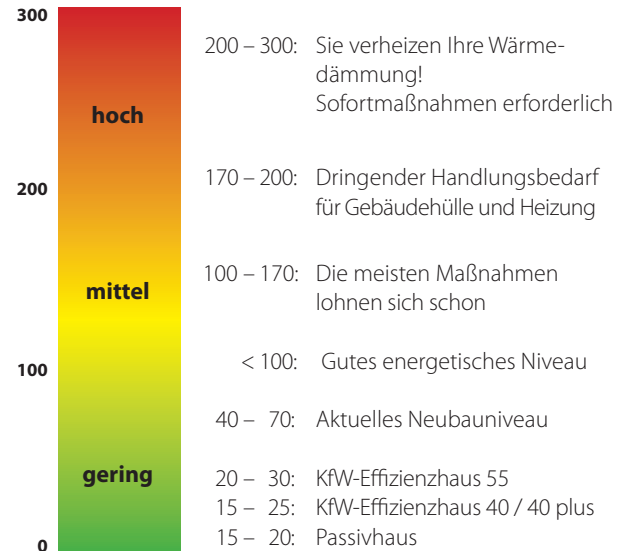 300
200 – 300: Sie verheizen Ihre Wärme-
dämmung!
Sofortmaßnahmen erforderlich
hoch
170 – 200: Dringender Handlungsbedarf
für Gebäudehülle und Heizung
200
100 – 170: Die meisten Maßnahmen
lohnen sich schon
mittel
< 100: Gutes energetisches Niveau
100
40 – 70: Aktuelles Neubauniveau
gering
20 – 30: KfW-Effizienzhaus 55
15 – 25: KfW-Effizienzhaus 40 / 40 plus
15 – 20: Passivhaus
0